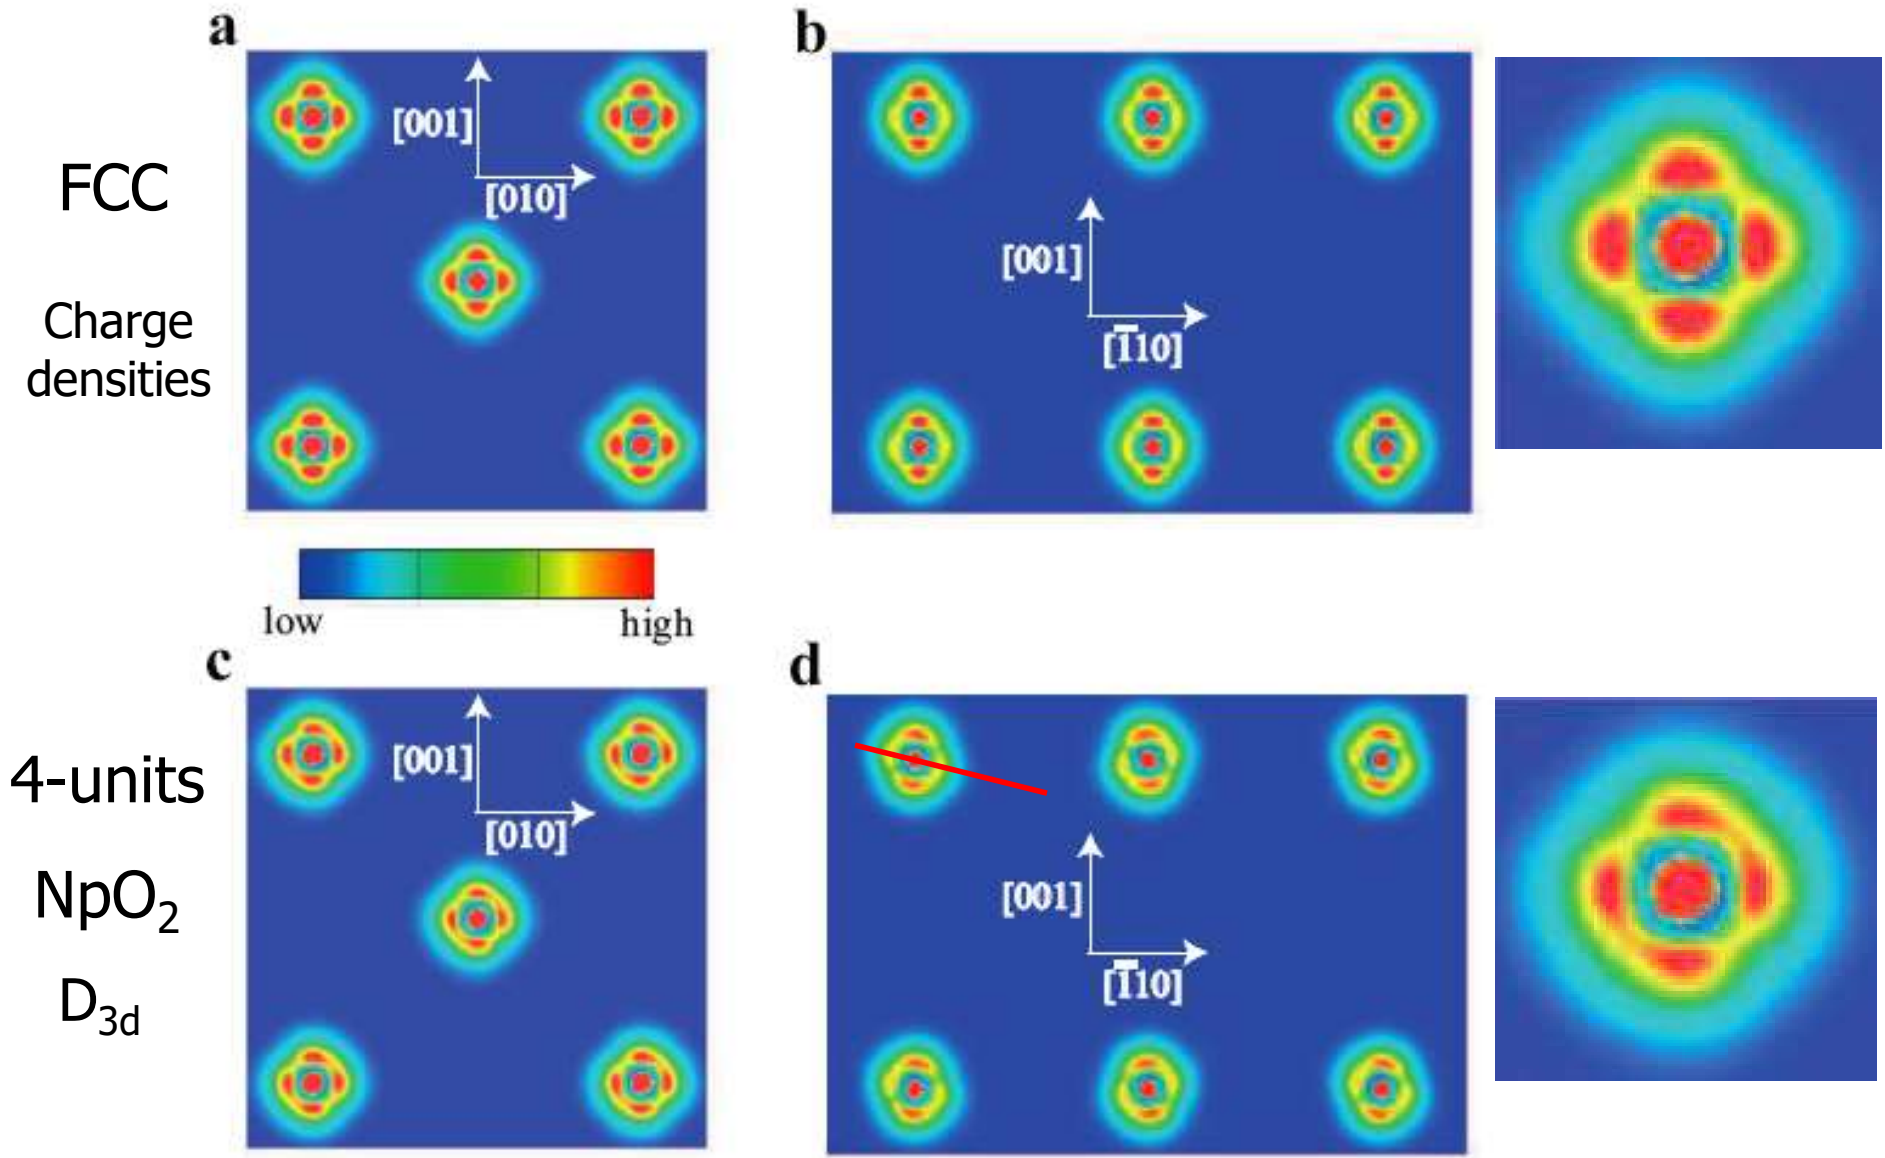 a
b
FCC
Charge
densities
[001]
[010]
[001]
[1̅10]
low
high
c
d
4-units
NpO₂
D₃d
[001]
[010]
[001]
[1̅10]